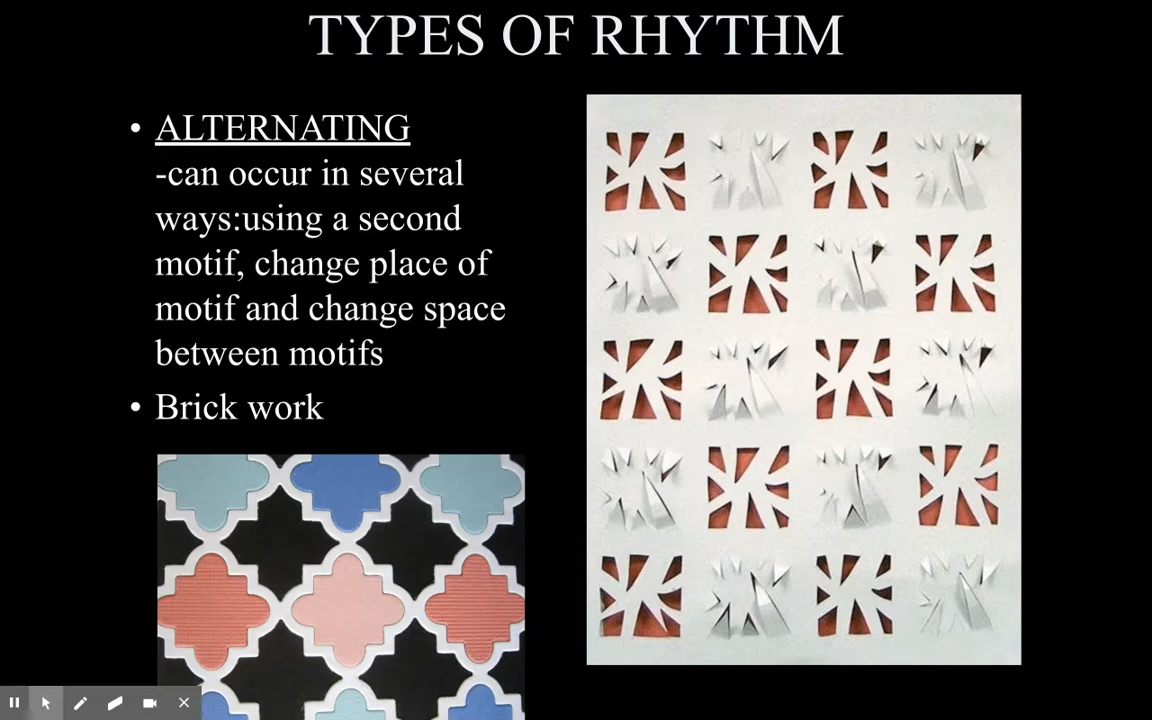 TYPES OF RHYTHM
• ALTERNATING
-can occur in several
ways:using a second
motif, change place of
motif and change space
between motifs
• Brick work